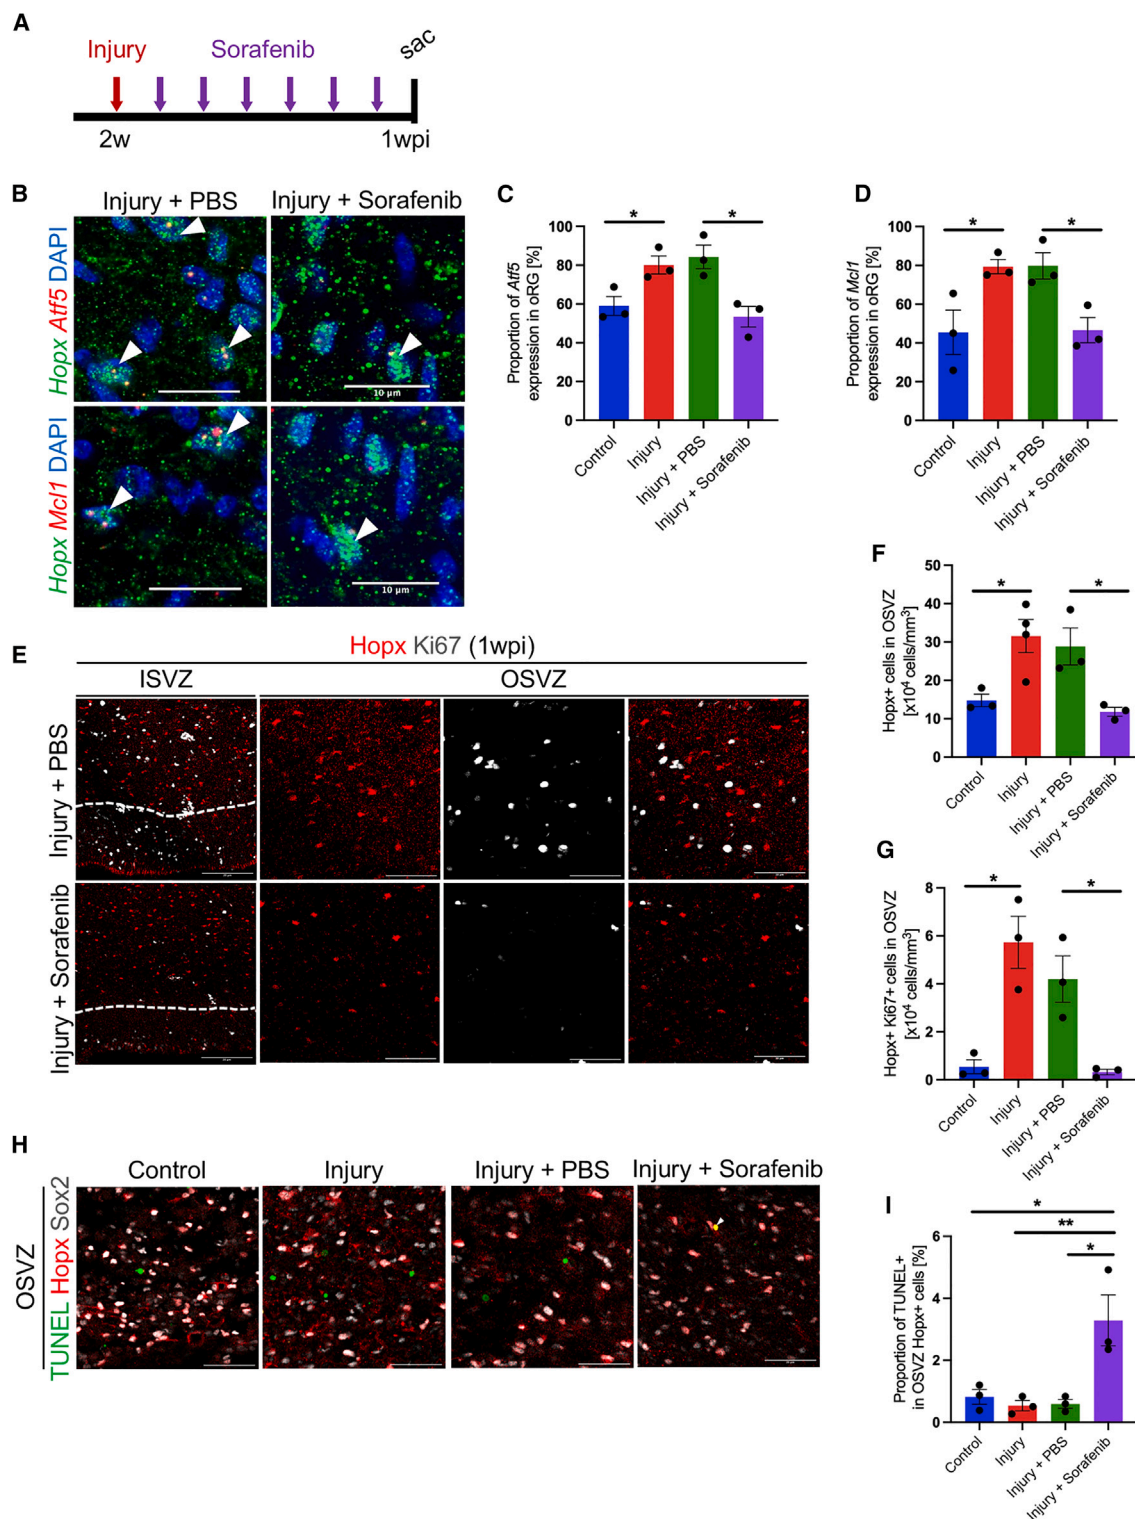 A
Injury
Sorafenib
sac
2w
1wpi
B
Injury + PBS
Injury + Sorafenib
Hopx Atf5 DAPI
10 µm
Hopx Mcl1 DAPI
10 µm
C
Proportion of Atf5
expression in oRG [%]
100
80
60
40
20
0
*
*
Control
Injury
Injury + PBS
Injury + Sorafenib
D
Proportion of Mcl1
expression in oRG [%]
100
80
60
40
20
0
*
*
Control
Injury
Injury + PBS
Injury + Sorafenib
E
Hopx Ki67 (1wpi)
ISVZ
OSVZ
Injury + PBS
Injury + Sorafenib
F
Hopx+ cells in OSVZ
[x10⁴ cells/mm³]
50
40
30
20
10
0
*
*
Control
Injury
Injury + PBS
Injury + Sorafenib
G
Hopx+ Ki67+ cells in OSVZ
[x10⁴ cells/mm³]
8
6
4
2
0
*
*
Control
Injury
Injury + PBS
Injury + Sorafenib
H
Control
Injury
Injury + PBS
Injury + Sorafenib
OSVZ
TUNEL Hopx Sox2
I
Proportion of TUNEL+
in OSVZ Hopx+ cells [%]
6
4
2
0
*
**
*
Control
Injury
Injury + PBS
Injury + Sorafenib